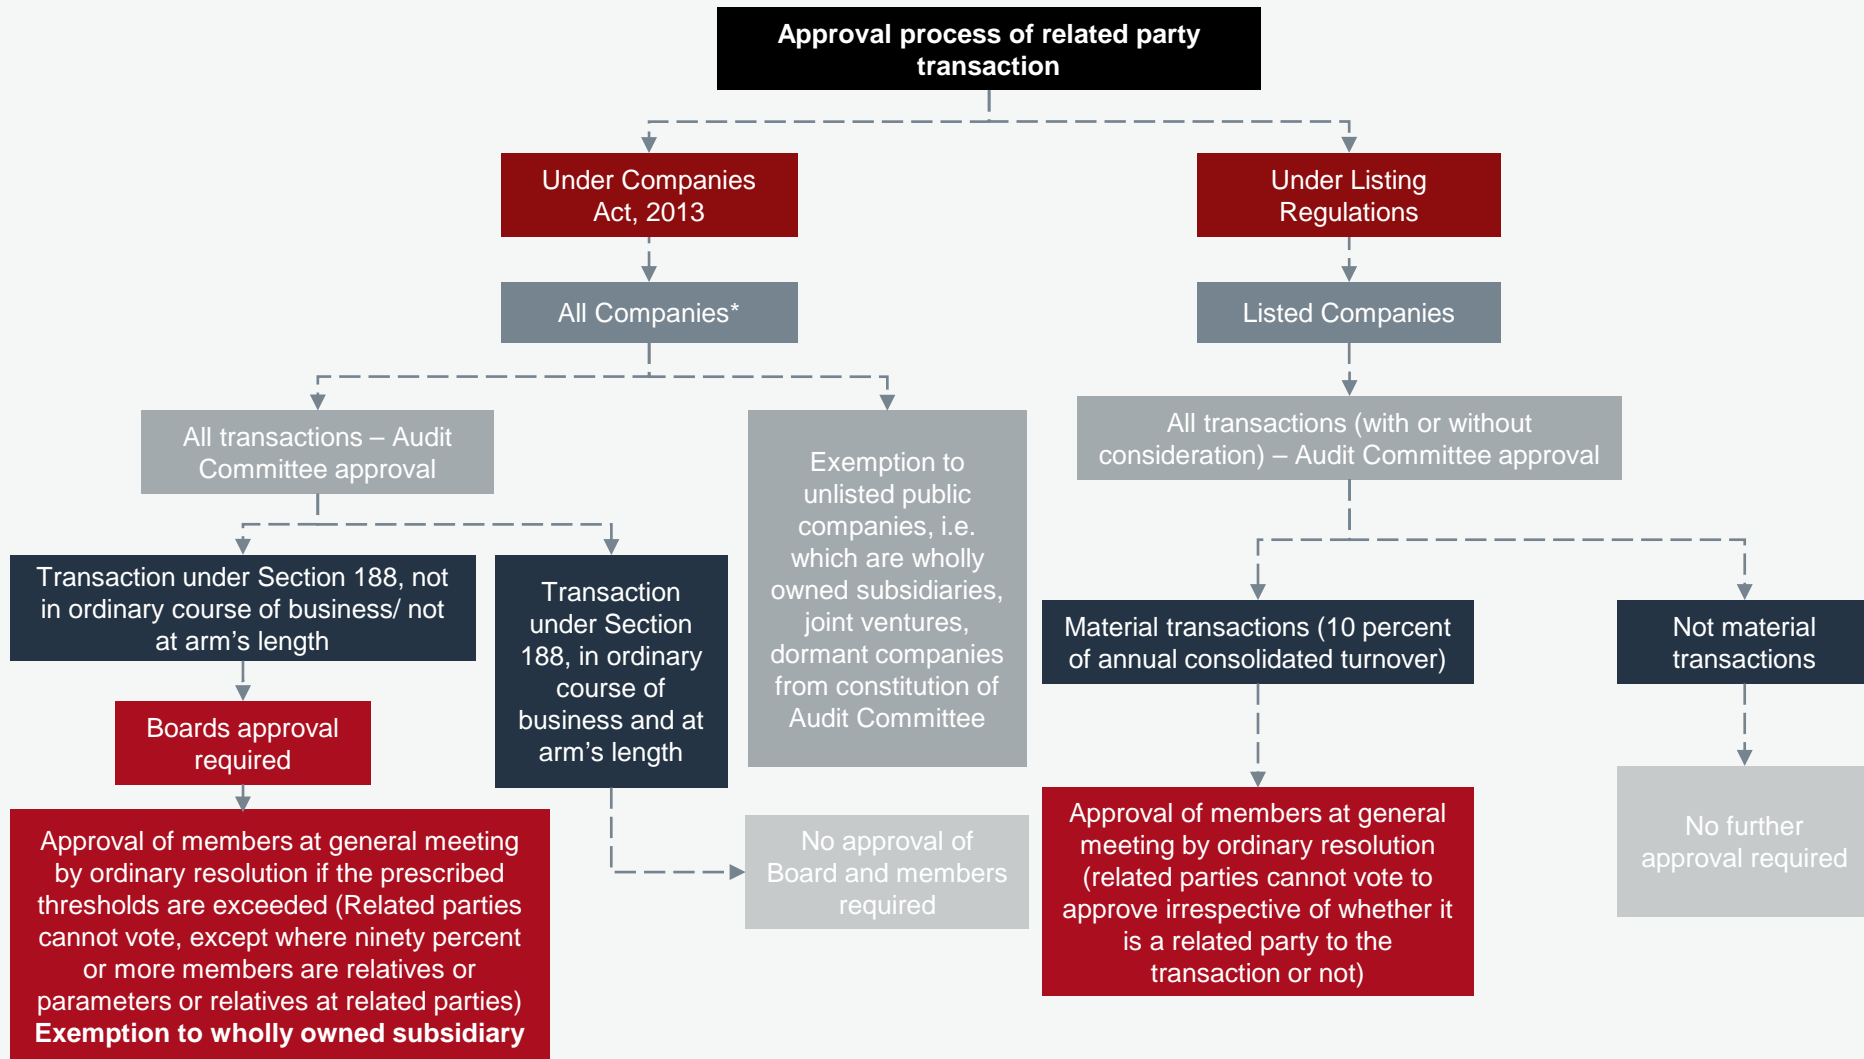 Approval process of related party
transaction
Under Companies
Act, 2013
Under Listing
Regulations
All Companies*
Listed Companies
All transactions – Audit
Committee approval
Exemption to
unlisted public
companies, i.e.
which are wholly
owned subsidiaries,
joint ventures,
dormant companies
from constitution of
Audit Committee
All transactions (with or without
consideration) – Audit Committee approval
Transaction under Section 188, not
in ordinary course of business/ not
at arm's length
Transaction
under Section
188, in ordinary
course of
business and at
arm's length
Material transactions (10 percent
of annual consolidated turnover)
Not material
transactions
Boards approval
required
Approval of members at general meeting
by ordinary resolution if the prescribed
thresholds are exceeded (Related parties
cannot vote, except where ninety percent
or more members are relatives or
parameters or relatives at related parties)
Exemption to wholly owned subsidiary
No approval of
Board and members
required
Approval of members at general
meeting by ordinary resolution
(related parties cannot vote to
approve irrespective of whether it
is a related party to the
transaction or not)
No further
approval required